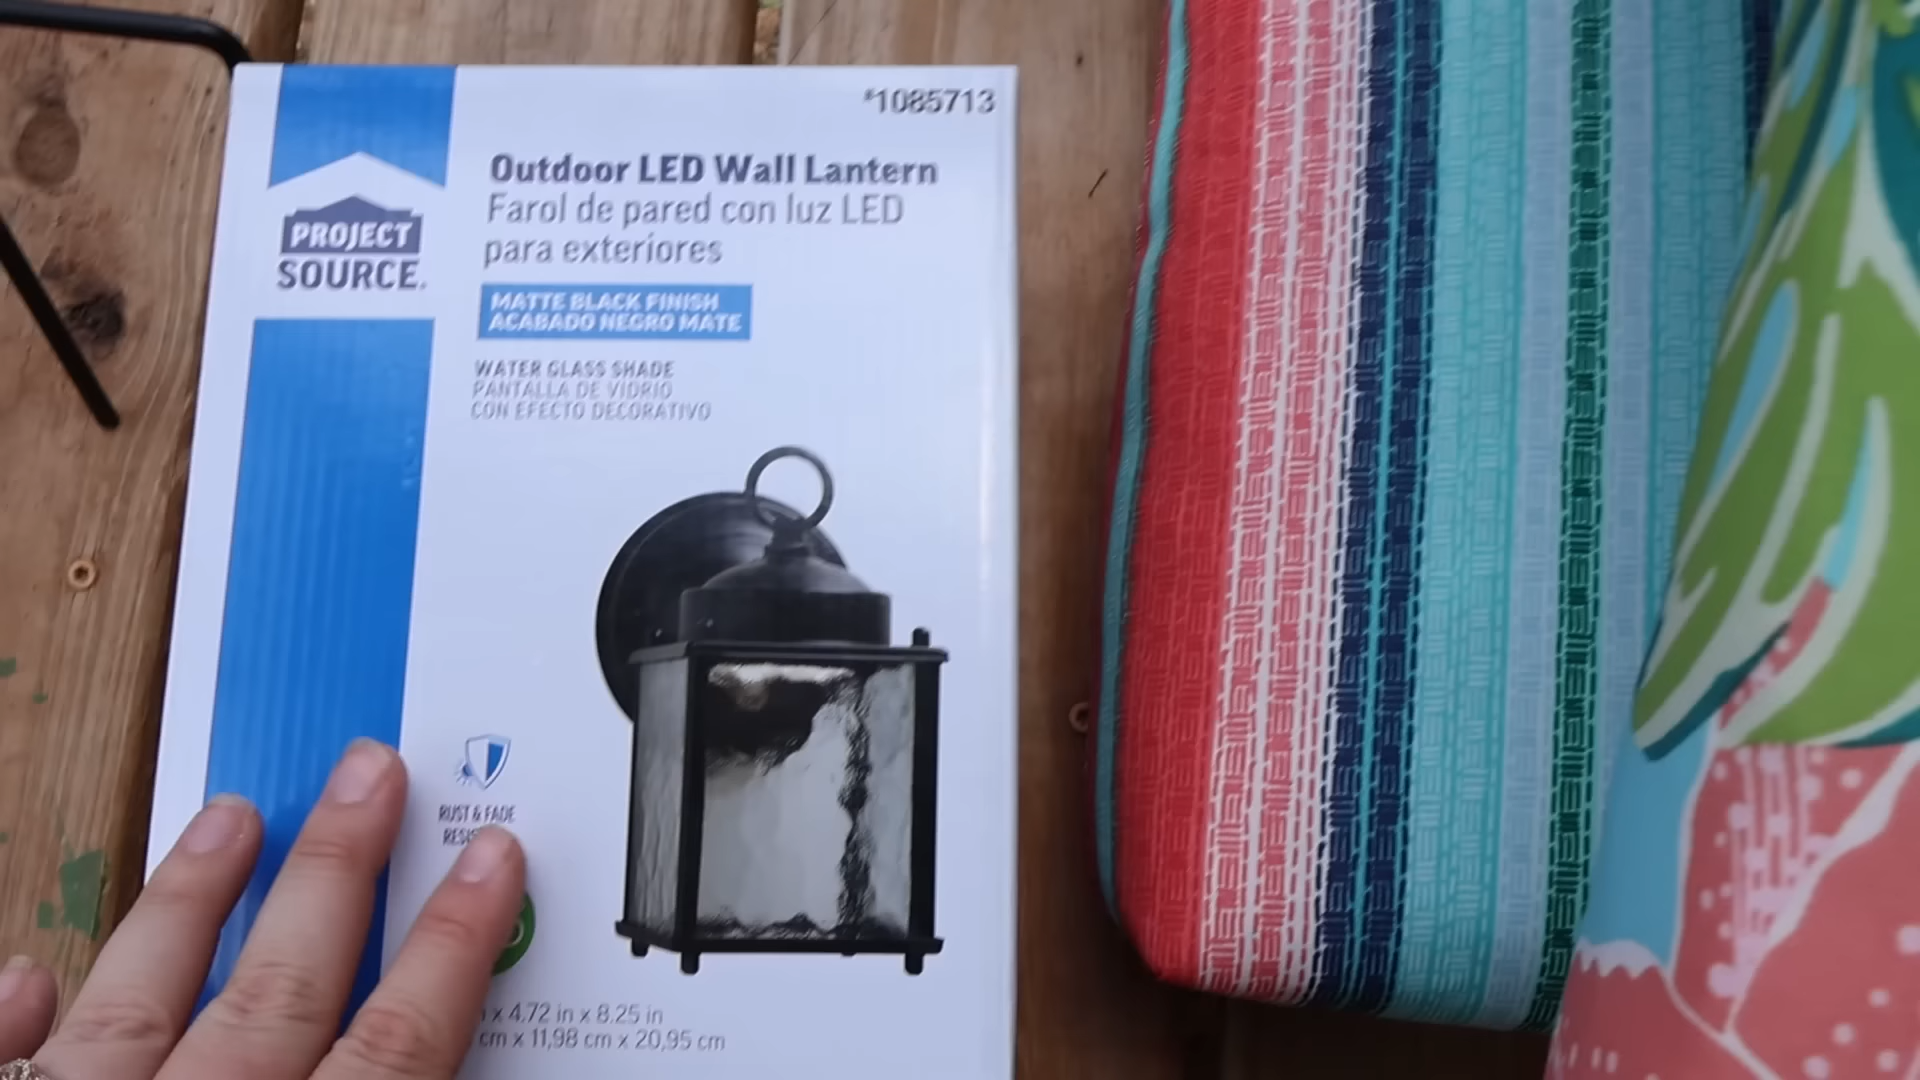 *1085713
PROJECT
SOURCE.
Outdoor LED Wall Lantern
Farol de pared con luz LED
para exteriores
MATTE BLACK FINISH
ACABADO NEGRO MATE
WATER GLASS SHADE
PANTALLA DE VIDRIO
CON EFECTO DECORATIVO
RUST & FADE
x 4.72 in x 8.25 in
cm x 11,98 cm x 20,95 cm